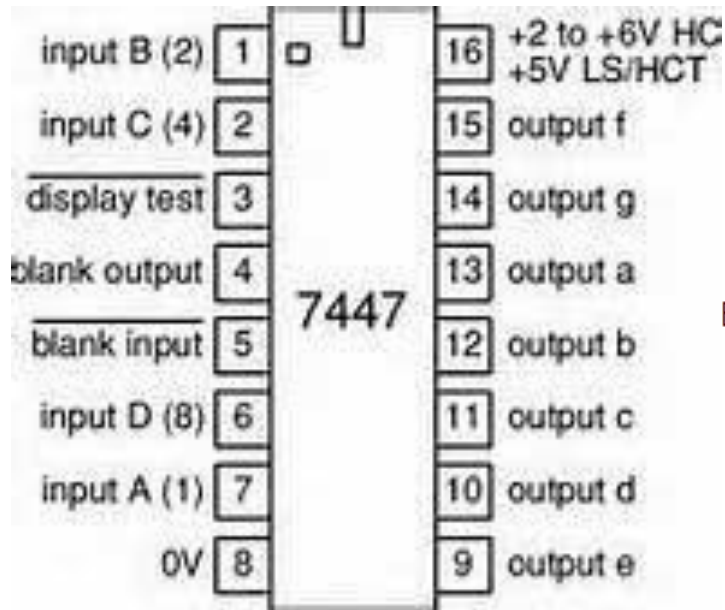 input B (2) 1
input C (4) 2
display test 3
blank output 4
blank input 5
input D (8) 6
input A (1) 7
0V 8
7447
16 +2 to +6V HC
+5V LS/HCT
15 output f
14 output g
13 output a
12 output b
11 output c
10 output d
9 output e